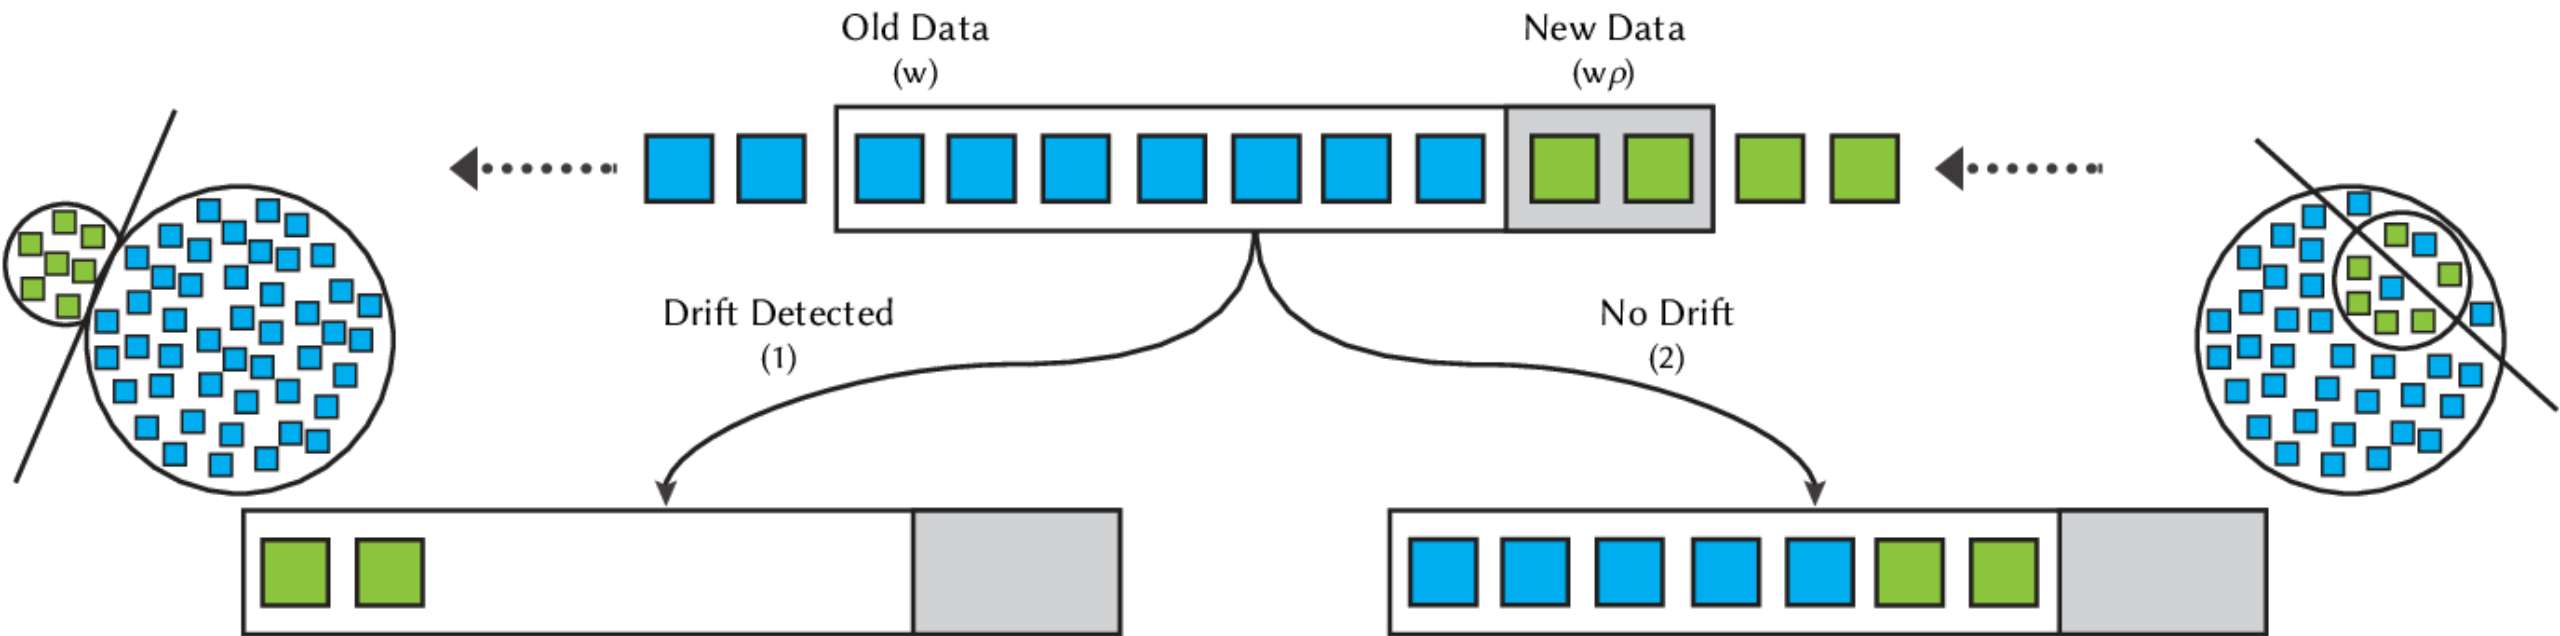 Old Data
(w)
New Data
(wρ)
Drift Detected
(1)
No Drift
(2)